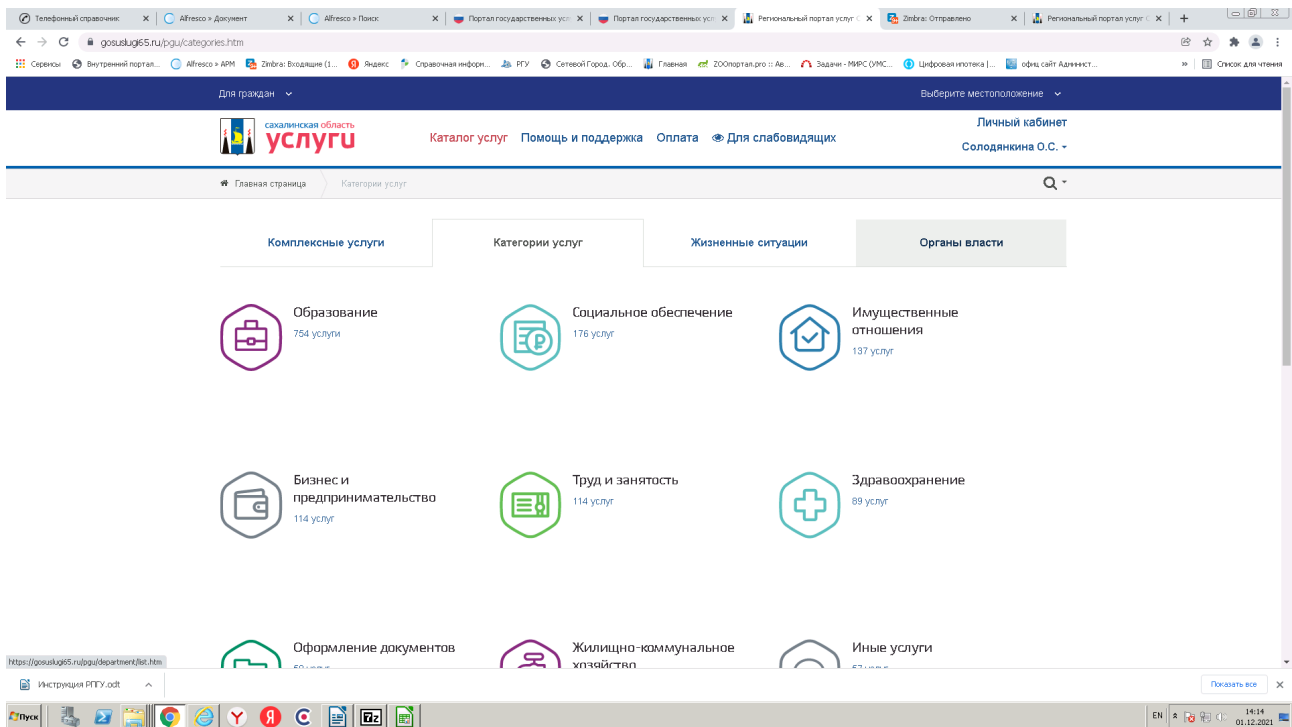 Телефонный справочник
Alfresco » Документ
Alfresco » Поиск
Портал государственных усл
Портал государственных усл
Региональный портал услуг С
Zimbra: Отправлено
Региональный портал услуг С
gosuslugi65.ru/pgu/categories.htm
Сервисы
Внутренний портал...
Alfresco » АРМ
Zimbra: Входящие (1...
Яндекс
Справочная информ...
РГУ
Сетевой Город. Обр...
Главная
ZOOпортал.pro :: Ав...
Задачи - МИРС (УМС...
Цифровая ипотека |...
офиц сайт Админист...
»
Список для чтения
Для граждан
Выберите местоположение
сахалинская область
услуги
Каталог услуг
Помощь и поддержка
Оплата
Для слабовидящих
Личный кабинет
Солодянкина О.С.
Главная страница
Категории услуг
Комплексные услуги
Категории услуг
Жизненные ситуации
Органы власти
Образование
754 услуги
Социальное обеспечение
176 услуг
Имущественные
отношения
137 услуг
Бизнес и
предпринимательство
114 услуг
Труд и занятость
114 услуг
Здравоохранение
89 услуг
Оформление документов
Жилищно-коммунальное
хозяйство
Иные услуги
https://gosuslugi65.ru/pgu/department/list.htm
Инструкция РПГУ.odt
Показать все
Пуск
EN
14:14
01.12.2021